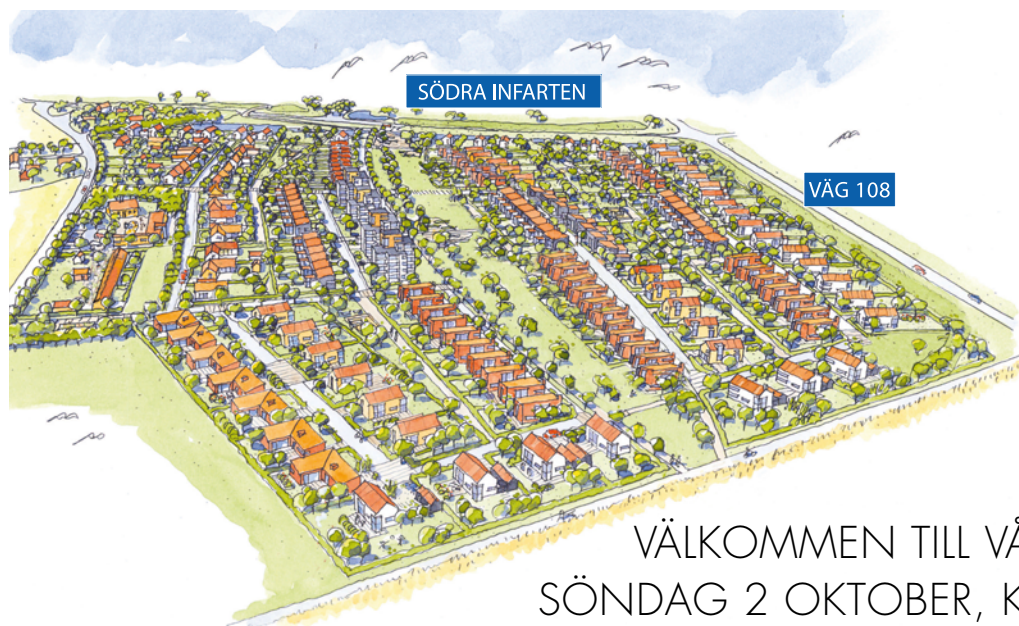 SÖDRA INFARTEN
VÄG 108
VÄLKOMMEN TILL VÅ
SÖNDAG 2 OKTOBER, K